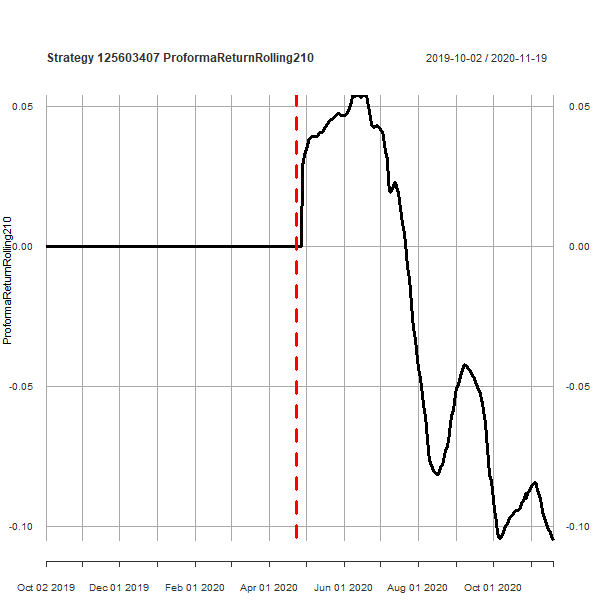 Strategy 125603407 ProformaReturnRolling210
2019-10-02 / 2020-11-19
0.05
0.05
0.00
0.00
-0.05
-0.05
-0.10
-0.10
ProformaReturnRolling210
Oct 02 2019
Dec 01 2019
Feb 01 2020
Apr 01 2020
Jun 01 2020
Aug 01 2020
Oct 01 2020